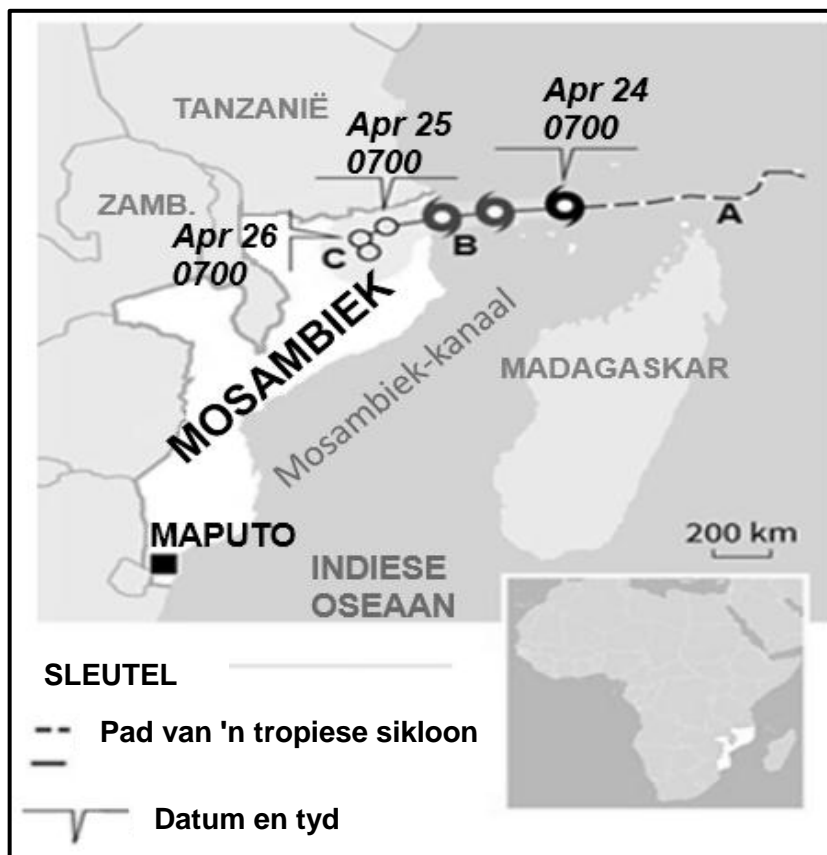 Apr 24
0700
TANZANIË
Apr 25
0700
ZAMB.
A
B
Apr 26
0700
C
MOSAMBIEK
Mosambiek-kanaal
MADAGASKAR
MAPUTO
200 km
INDIESE
OSEAAN
SLEUTEL
Pad van 'n tropiese sikloon
Datum en tyd